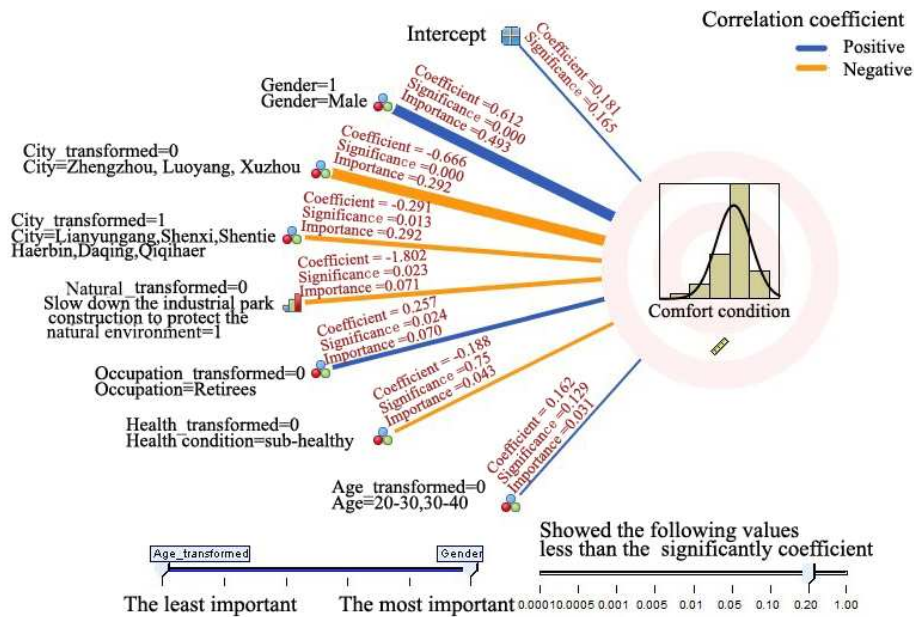 Correlation coefficient
Positive
Negative
Intercept
Coefficient =0.181
Significance =0.165
Gender=1
Gender=Male
Coefficient =0.612
Significance =0.000
Importance =0.493
City_transformed=0
City=Zhengzhou, Luoyang, Xuzhou
Coefficient = -0.666
Significance =0.000
Importance =0.292
City_transformed=1
City=Lianyungang,Shenxi,Shentie
Haerbin,Daqing,Qiqihaer
Coefficient = -0.291
Significance =0.013
Importance =0.292
Natural_transformed=0
Slow down the industrial park
construction to protect the
natural environment=1
Coefficient = -1.802
Significance =0.023
Importance =0.071
Occupation_transformed=0
Occupation=Retirees
Coefficient = 0.257
Significance =0.024
Importance =0.070
Health_transformed=0
Health condition=sub-healthy
Coefficient = -0.188
Significance =0.75
Importance =0.043
Age_transformed=0
Age=20-30,30-40
Coefficient = 0.162
Significance =0.129
Importance =0.031
Comfort condition
Age_transformed
Gender
The least important
The most important
Showed the following values
less than the significantly coefficient
0.0001 0.0005 0.001 0.005 0.01 0.05 0.10 0.20 1.00